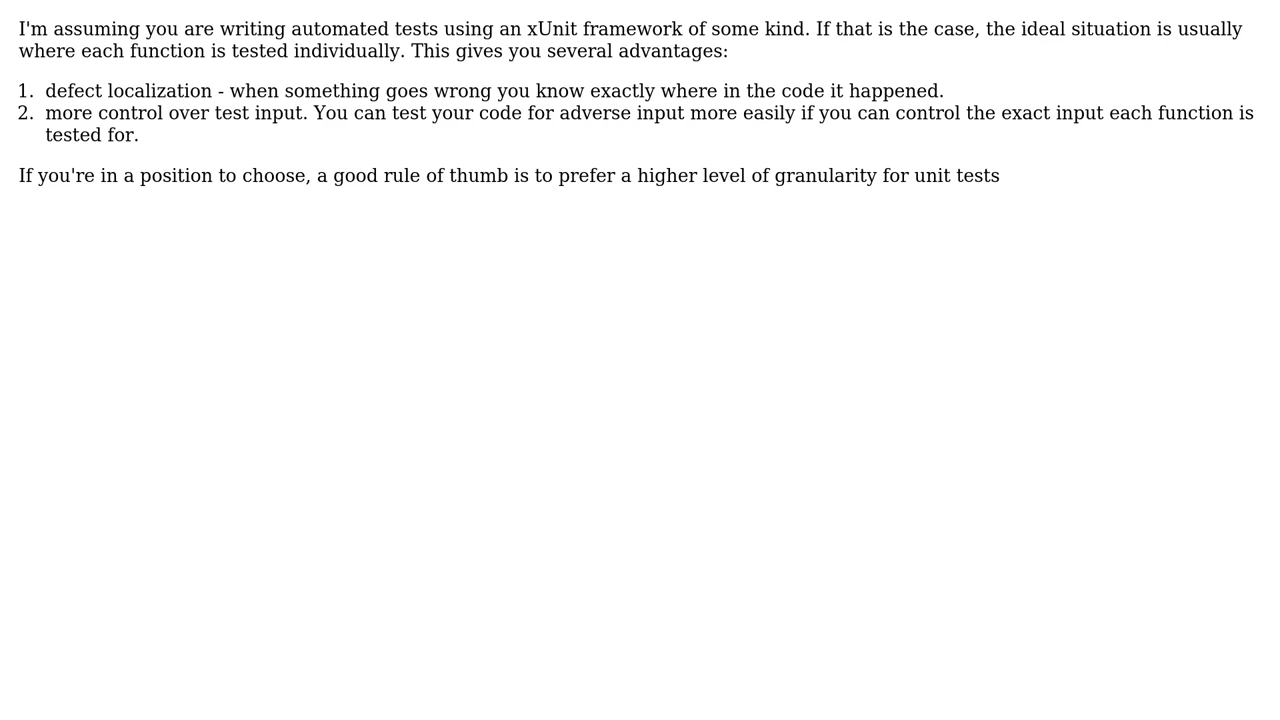 I'm assuming you are writing automated tests using an xUnit framework of some kind. If that is the case, the ideal situation is usually
where each function is tested individually. This gives you several advantages:
1. defect localization - when something goes wrong you know exactly where in the code it happened.
2. more control over test input. You can test your code for adverse input more easily if you can control the exact input each function is
tested for.
If you're in a position to choose, a good rule of thumb is to prefer a higher level of granularity for unit tests